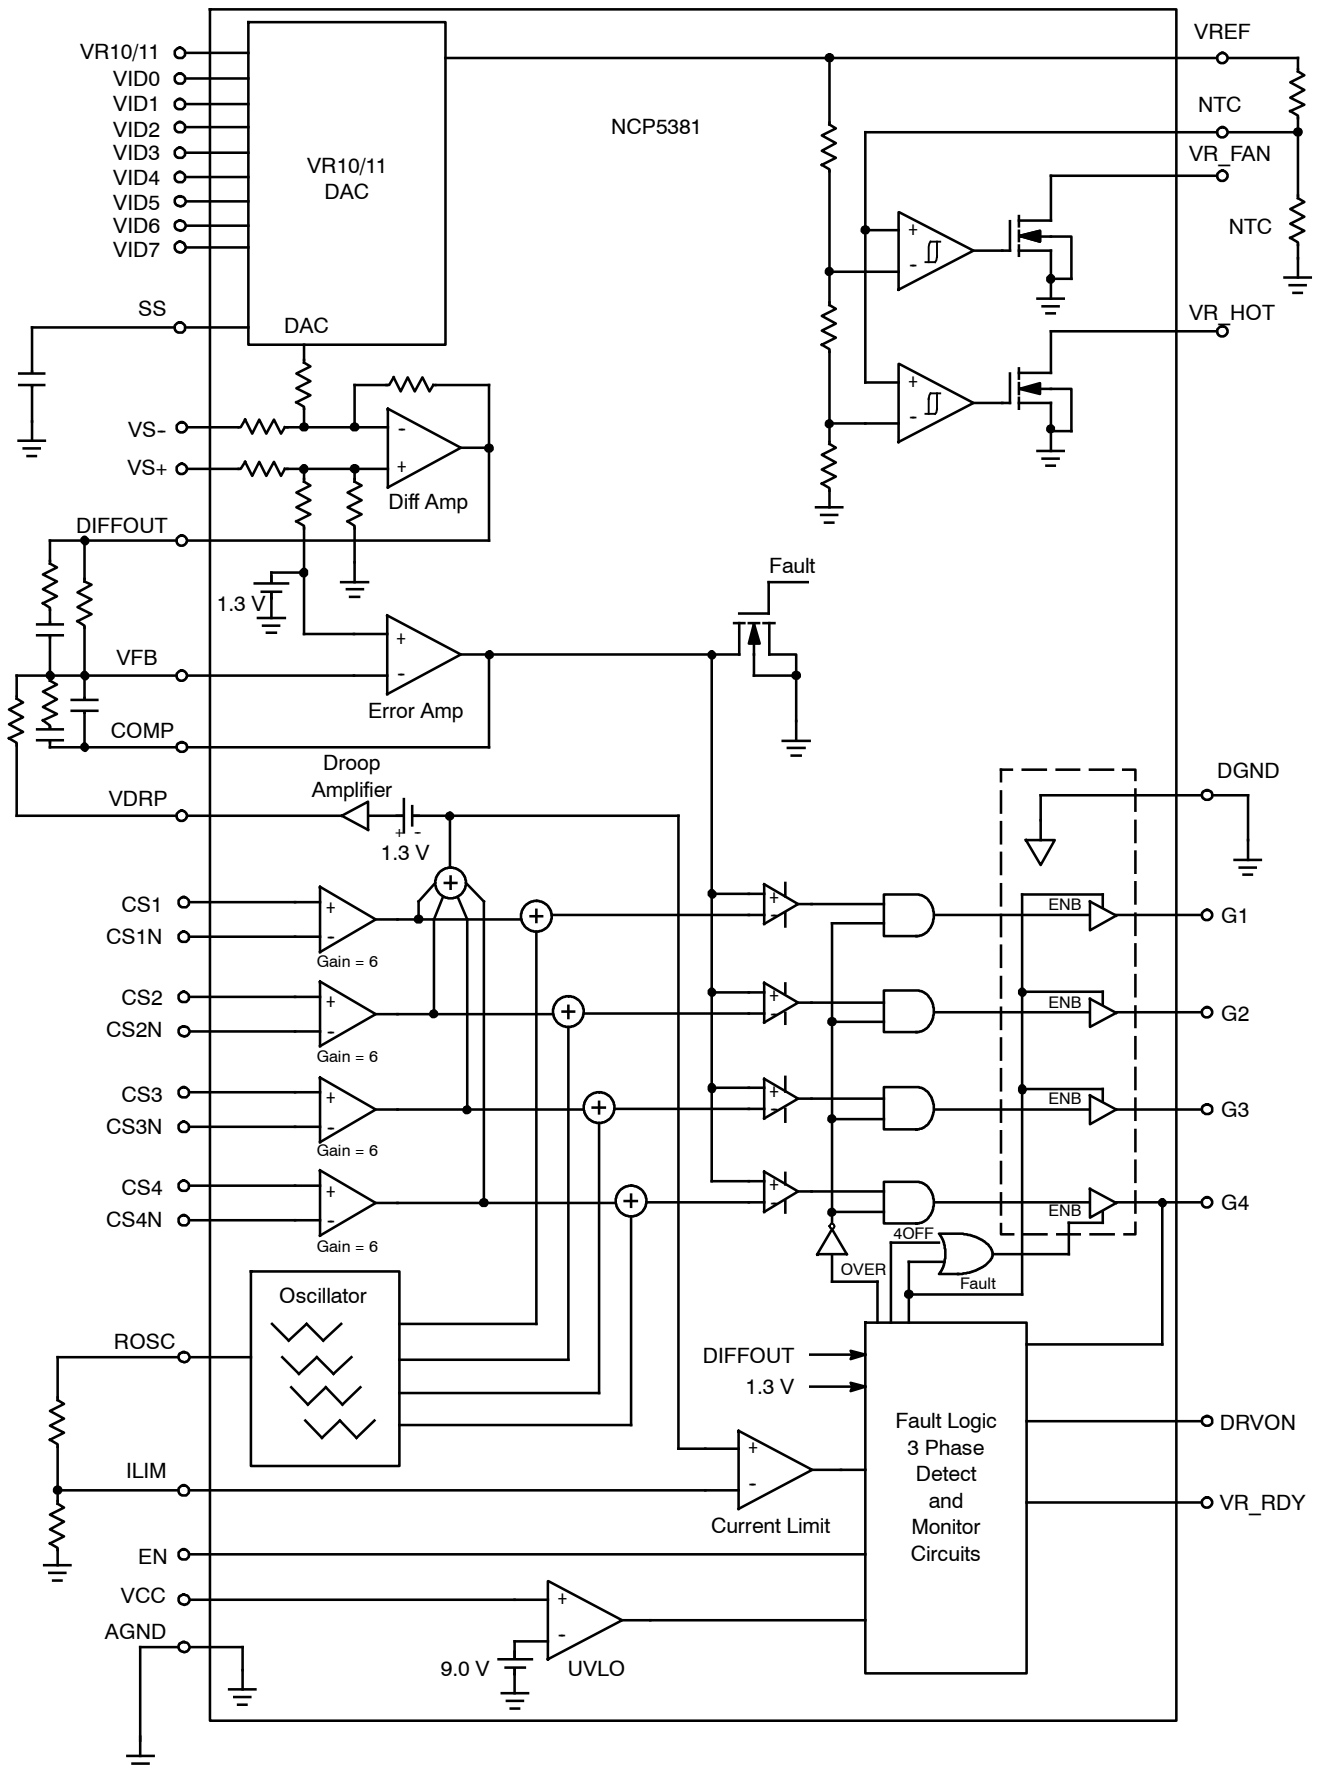 VREF
VR10/11
VID0
VID1
VID2
VID3
VID4
VID5
VID6
VID7
VR10/11
DAC
NCP5381
NTC
VR_FAN
NTC
+
-
SS
DAC
VR_HOT
+
-
VS-
VS+
-
+
Diff Amp
DIFFOUT
1.3 V
Fault
VFB
+
-
Error Amp
COMP
Droop
Amplifier
VDRP
+ -
1.3 V
DGND
CS1
CS1N
+
-
Gain = 6
+
+
+
-
ENB
G1
CS2
CS2N
+
-
Gain = 6
+
+
-
ENB
G2
CS3
CS3N
+
-
Gain = 6
+
+
-
ENB
G3
CS4
CS4N
+
-
Gain = 6
+
+
-
ENB
G4
4OFF
OVER
Fault
Oscillator
ROSC
DIFFOUT
1.3 V
Fault Logic
3 Phase
Detect
and
Monitor
Circuits
DRVON
ILIM
+
-
Current Limit
VR_RDY
EN
VCC
+
-
AGND
9.0 V
UVLO